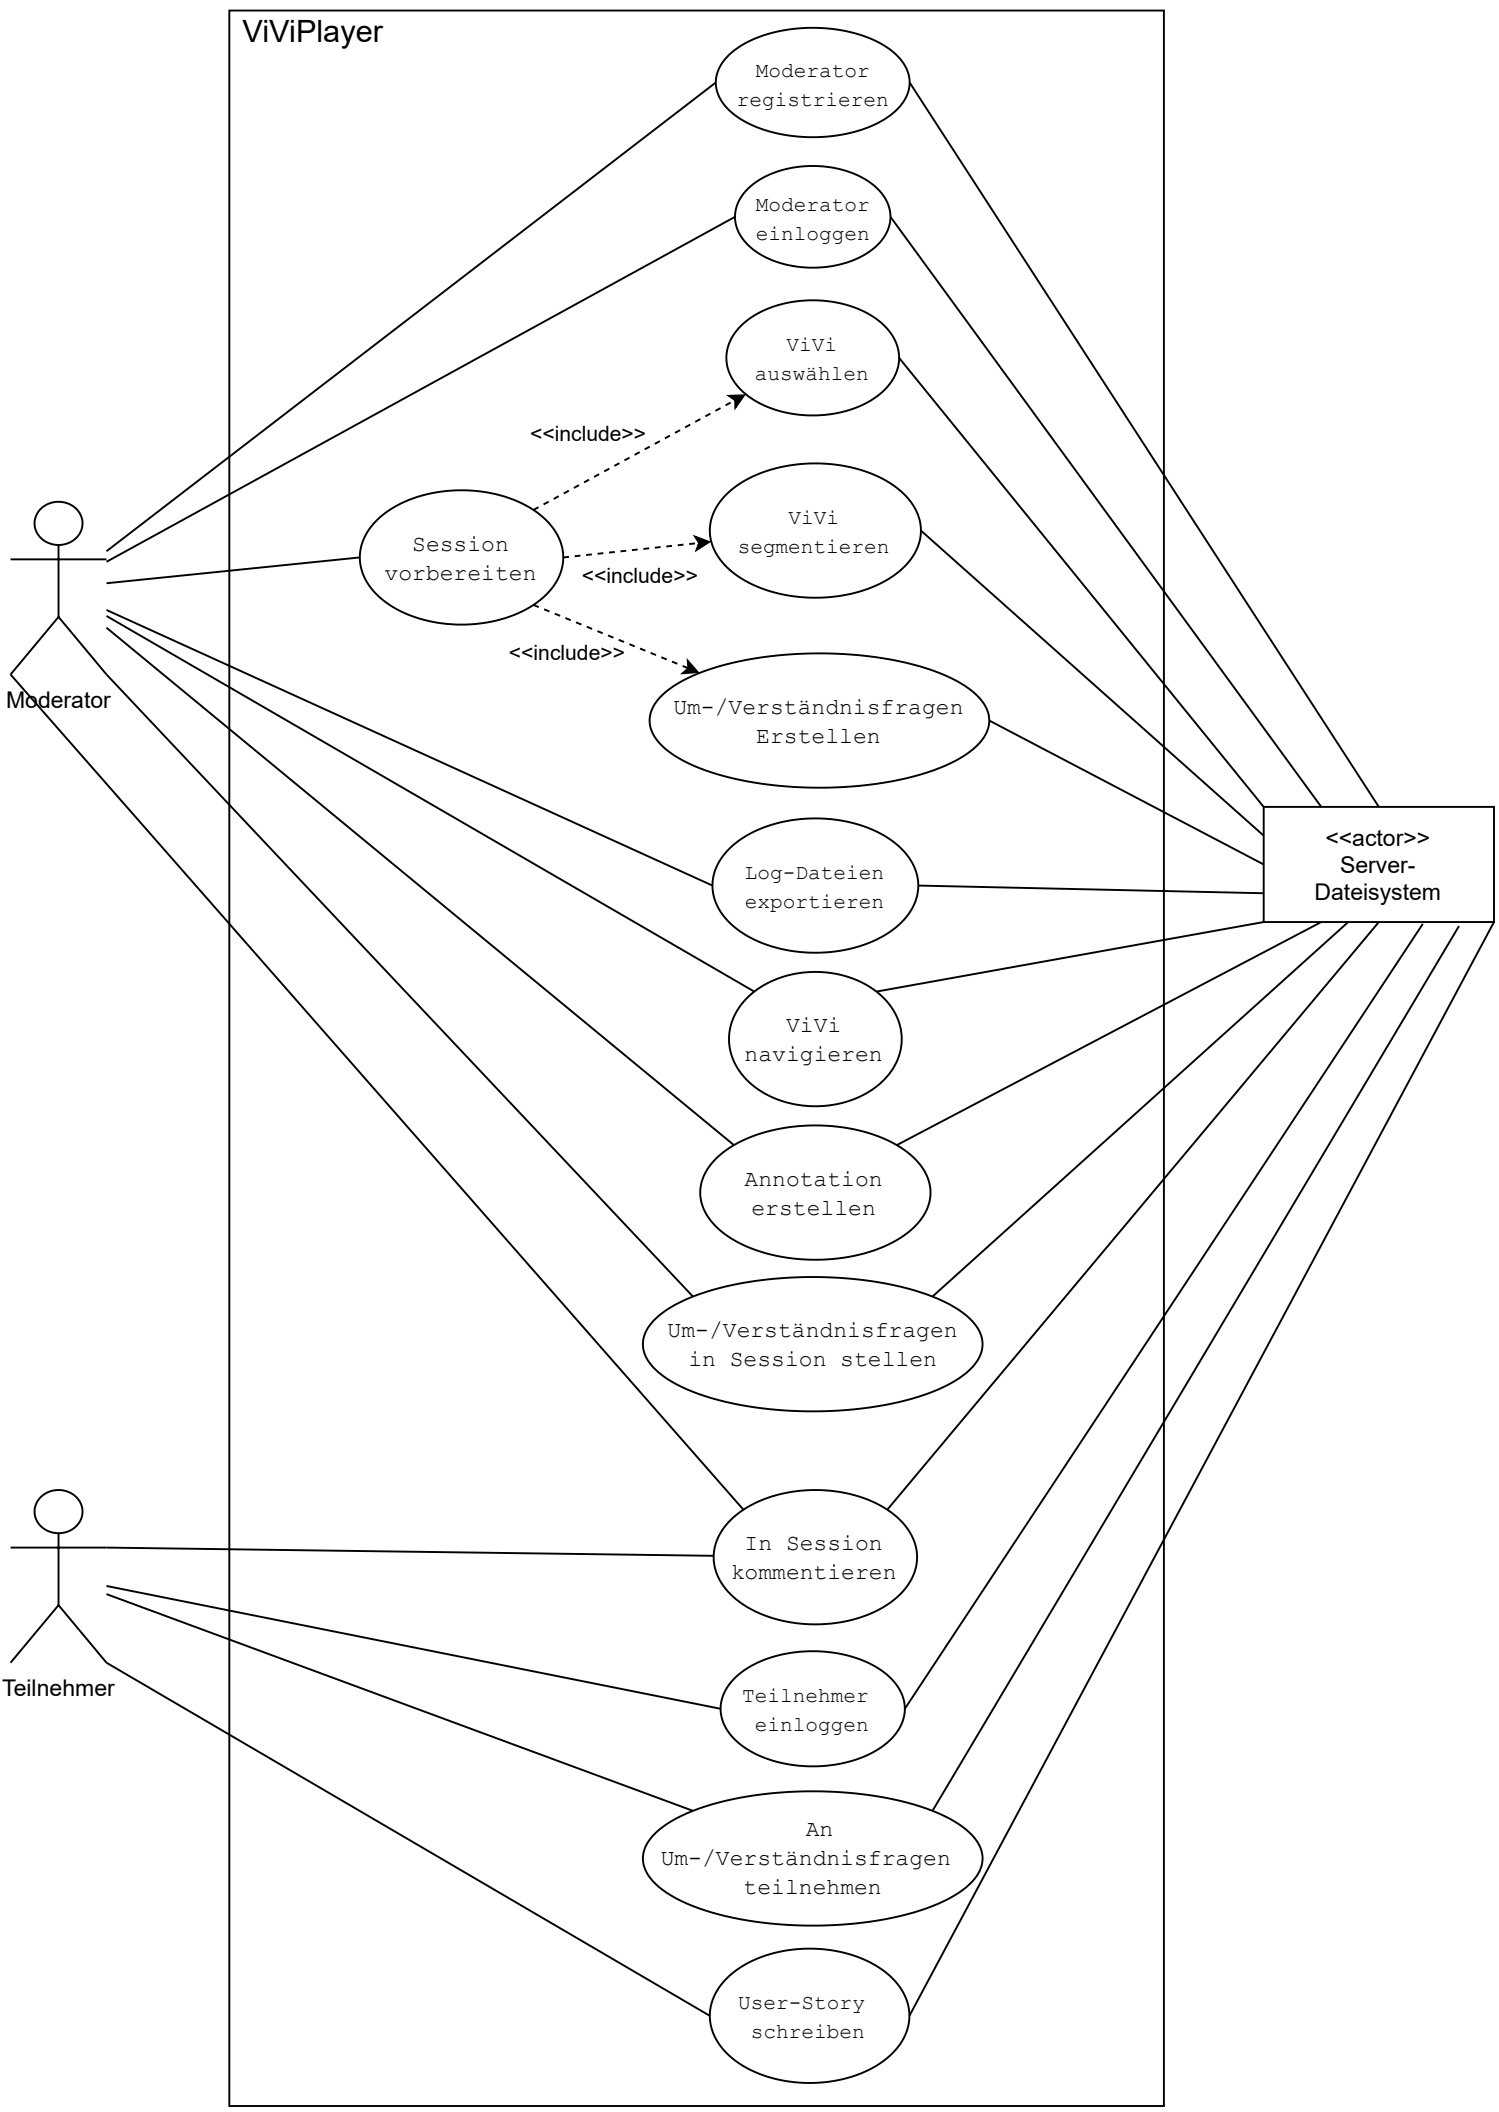 ViViPlayer
Moderator
registrieren
Moderator
einloggen
ViVi
auswählen
<<include>>
ViVi
segmentieren
Session
vorbereiten
<<include>>
<<include>>
Moderator
Um-/Verständnisfragen
Erstellen
<<actor>>
Server-
Dateisystem
Log-Dateien
exportieren
ViVi
navigieren
Annotation
erstellen
Um-/Verständnisfragen
in Session stellen
In Session
kommentieren
Teilnehmer
Teilnehmer
einloggen
An
Um-/Verständnisfragen
teilnehmen
User-Story
schreiben